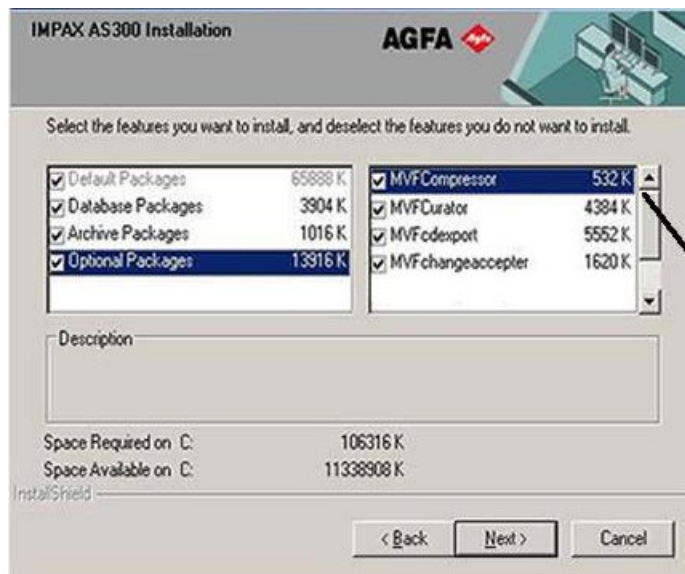 IMPAX AS300 Installation
AGFA
Select the features you want to install, and deselect the features you do not want to install.
Default Packages 65888 K
Database Packages 3904 K
Archive Packages 1016 K
Optional Packages 13916 K
MVFCompressor 532 K
MVFCurator 4384 K
MVFcdexport 5552 K
MVFchangeaccepter 1620 K
Description
Space Required on C: 106316 K
Space Available on C: 11338908 K
InstallShield
< Back
Next >
Cancel